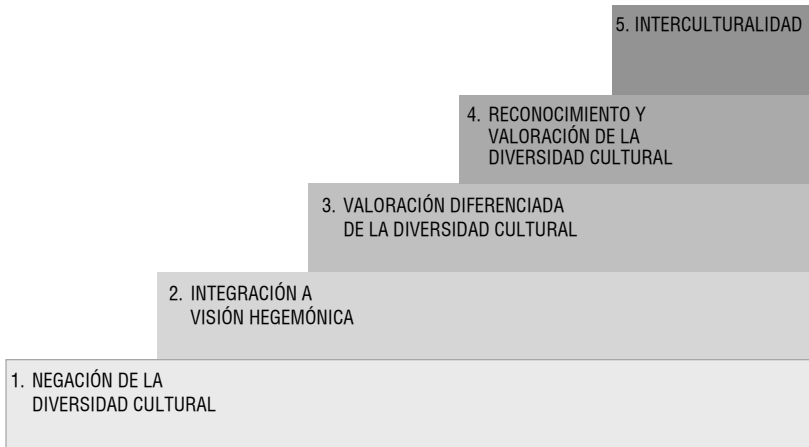 5. INTERCULTURALIDAD
4. RECONOCIMIENTO Y
VALORACIÓN DE LA
DIVERSIDAD CULTURAL
3. VALORACIÓN DIFERENCIADA
DE LA DIVERSIDAD CULTURAL
2. INTEGRACIÓN A
VISIÓN HEGEMÓNICA
1. NEGACIÓN DE LA
DIVERSIDAD CULTURAL